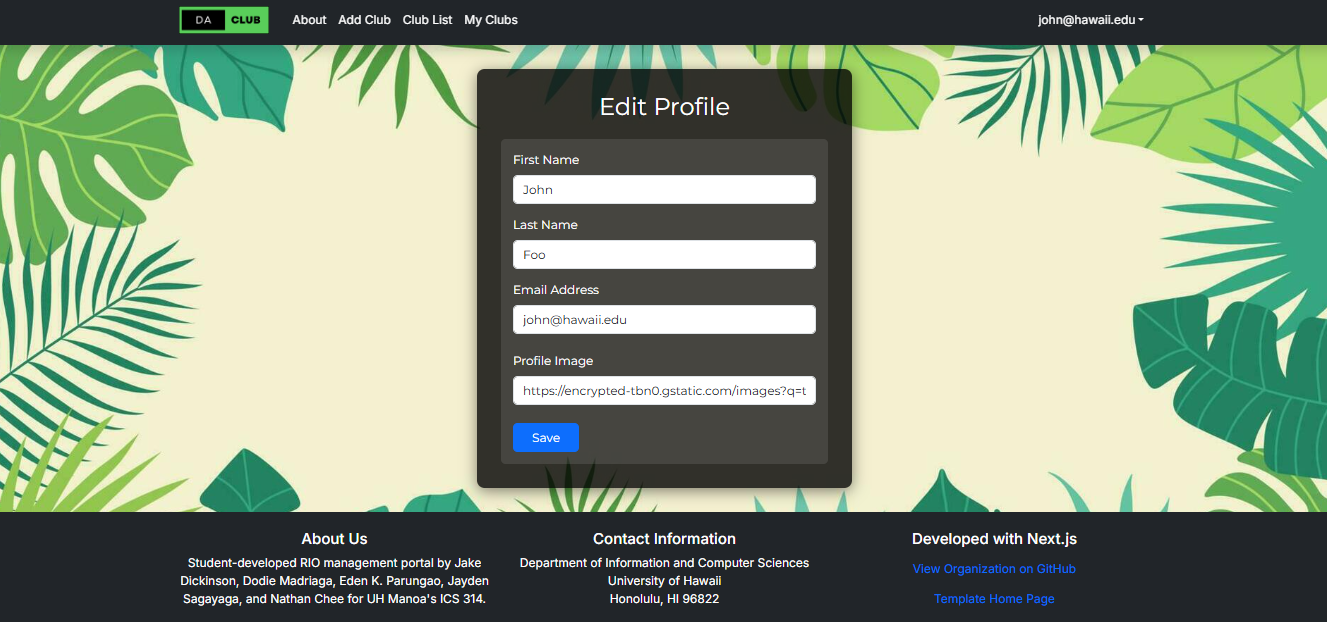 DA CLUB About Add Club Club List My Clubs john@hawaii.edu
Edit Profile
First Name
John
Last Name
Foo
Email Address
john@hawaii.edu
Profile Image
https://encrypted-tbn0.gstatic.com/images?q=t
Save
About Us
Student-developed RIO management portal by Jake
Dickinson, Dodie Madriaga, Eden K. Parungao, Jayden
Sagayaga, and Nathan Chee for UH Manoa's ICS 314.
Contact Information
Department of Information and Computer Sciences
University of Hawaii
Honolulu, HI 96822
Developed with Next.js
View Organization on GitHub
Template Home Page